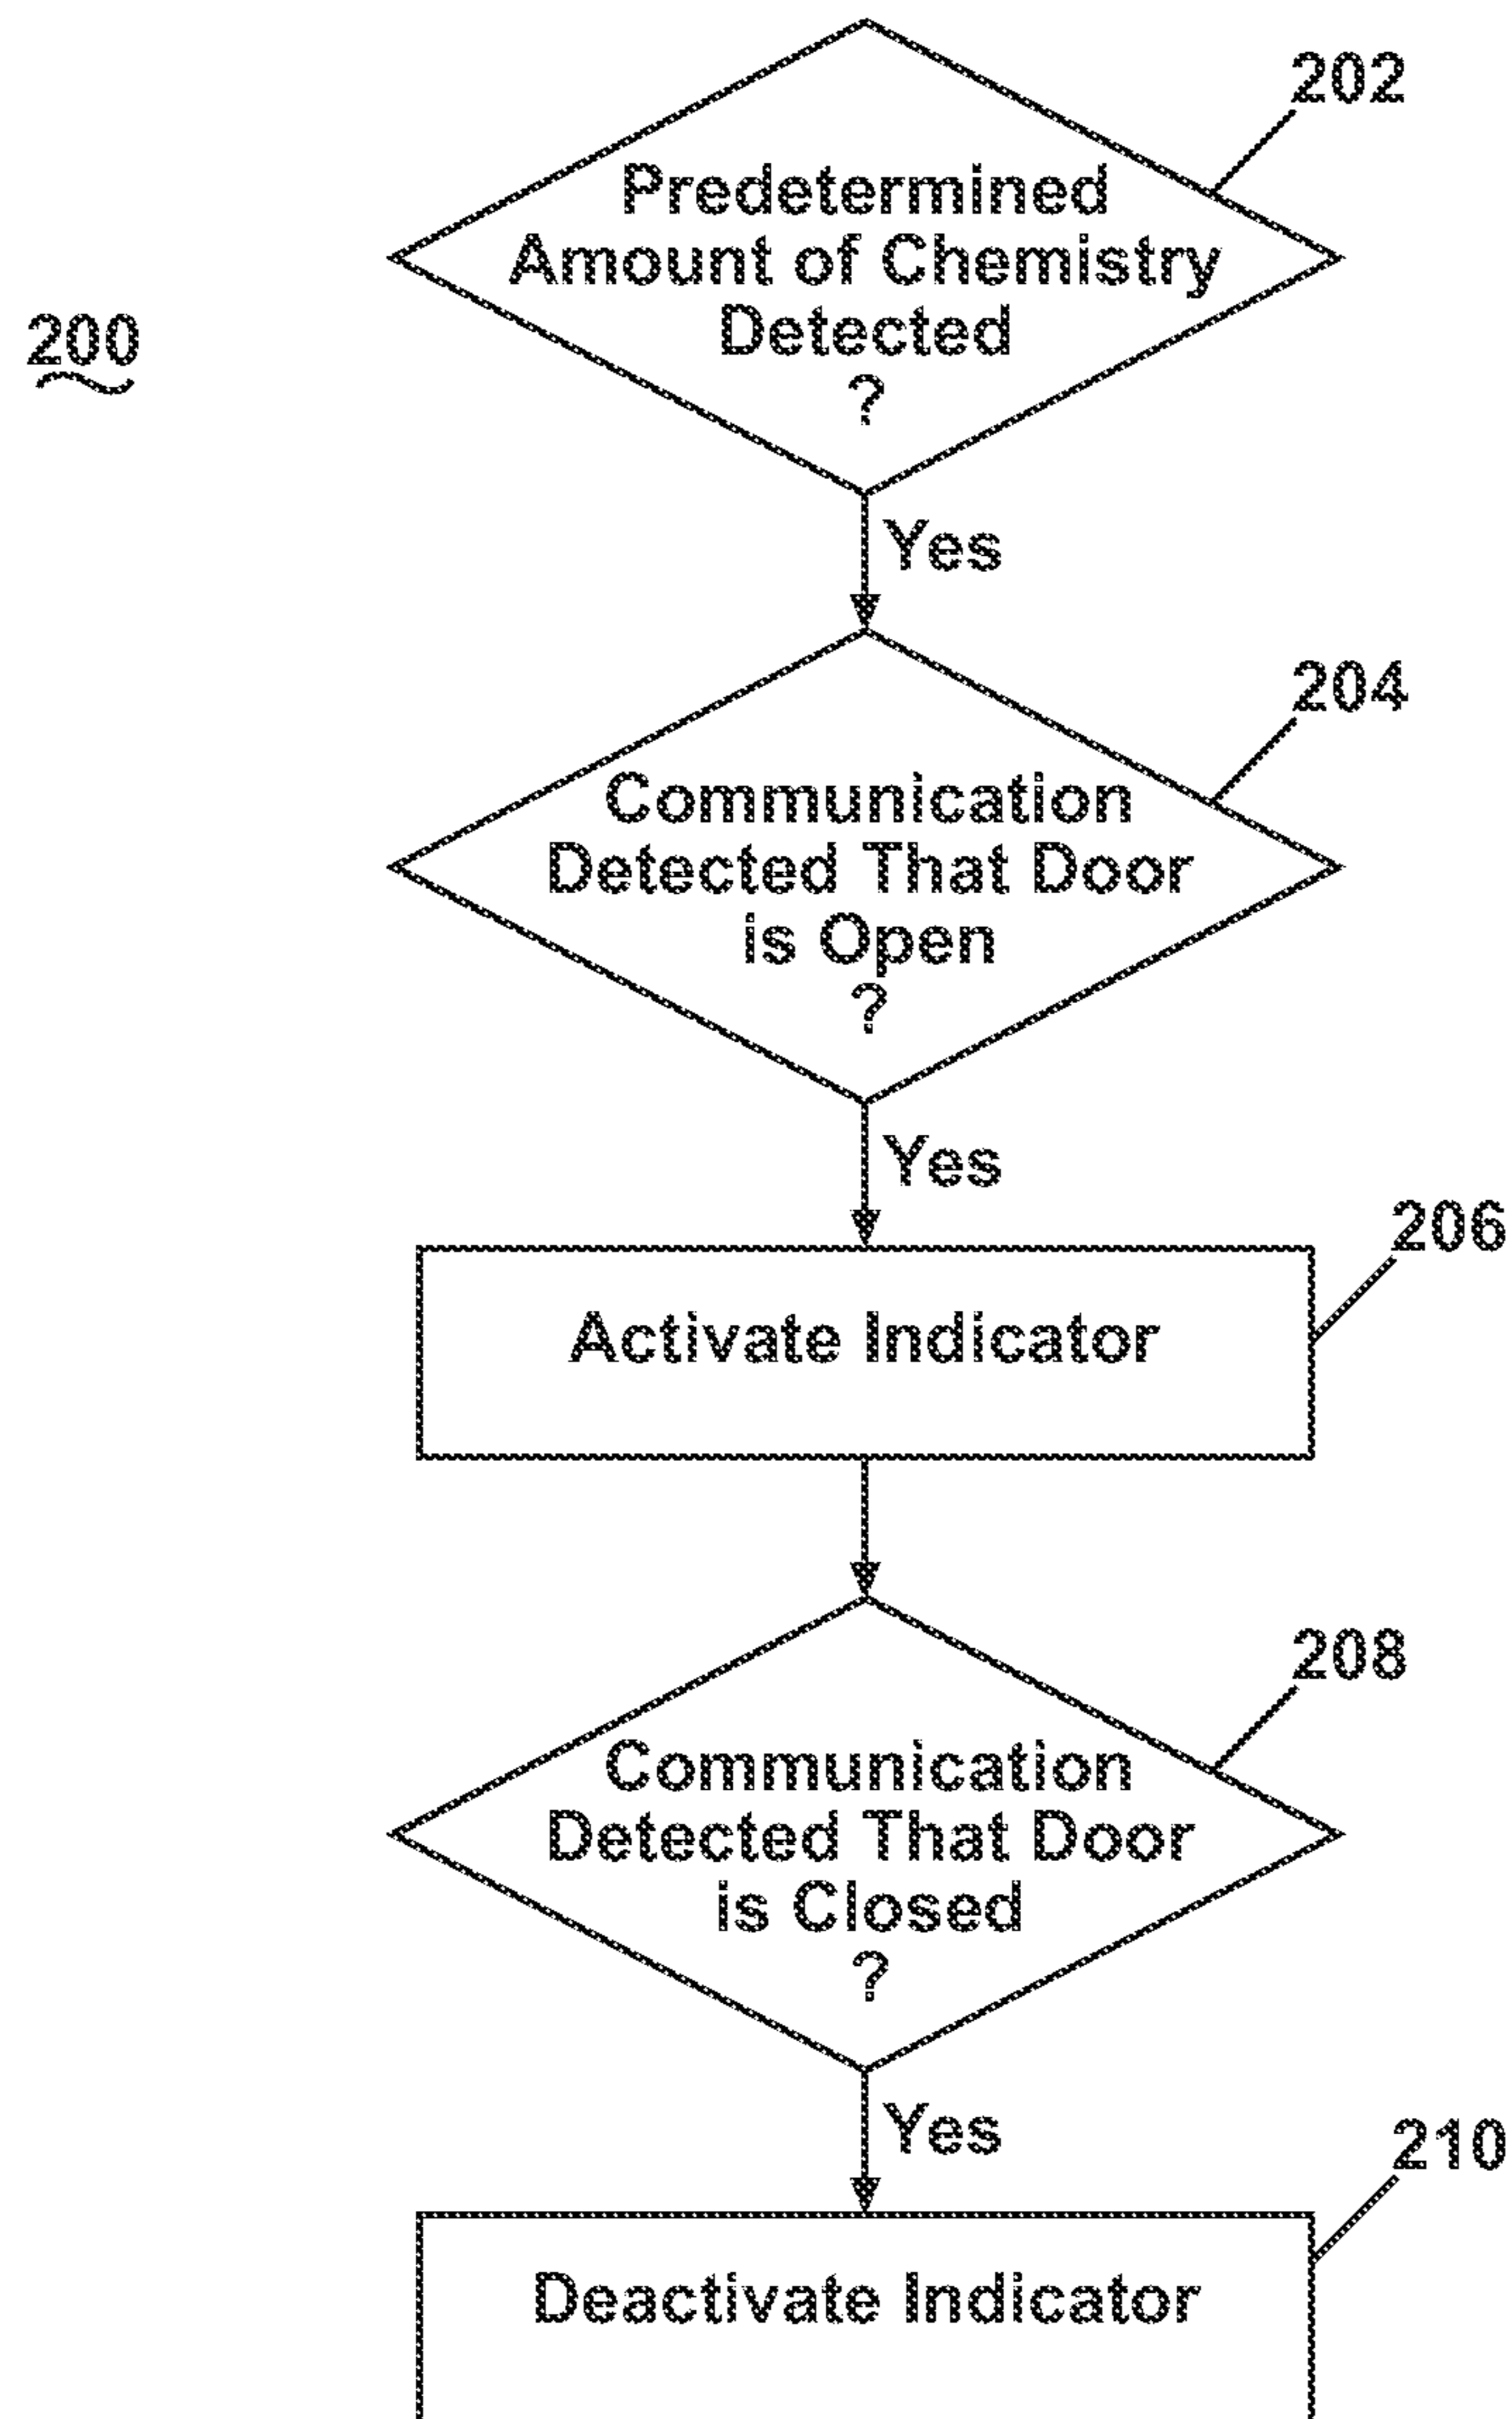 202
Predetermined
Amount of Chemistry
Detected
?
200
Yes
204
Communication
Detected That Door
is Open
?
Yes
206
Activate Indicator
208
Communication
Detected That Door
is Closed
?
Yes
210
Deactivate Indicator